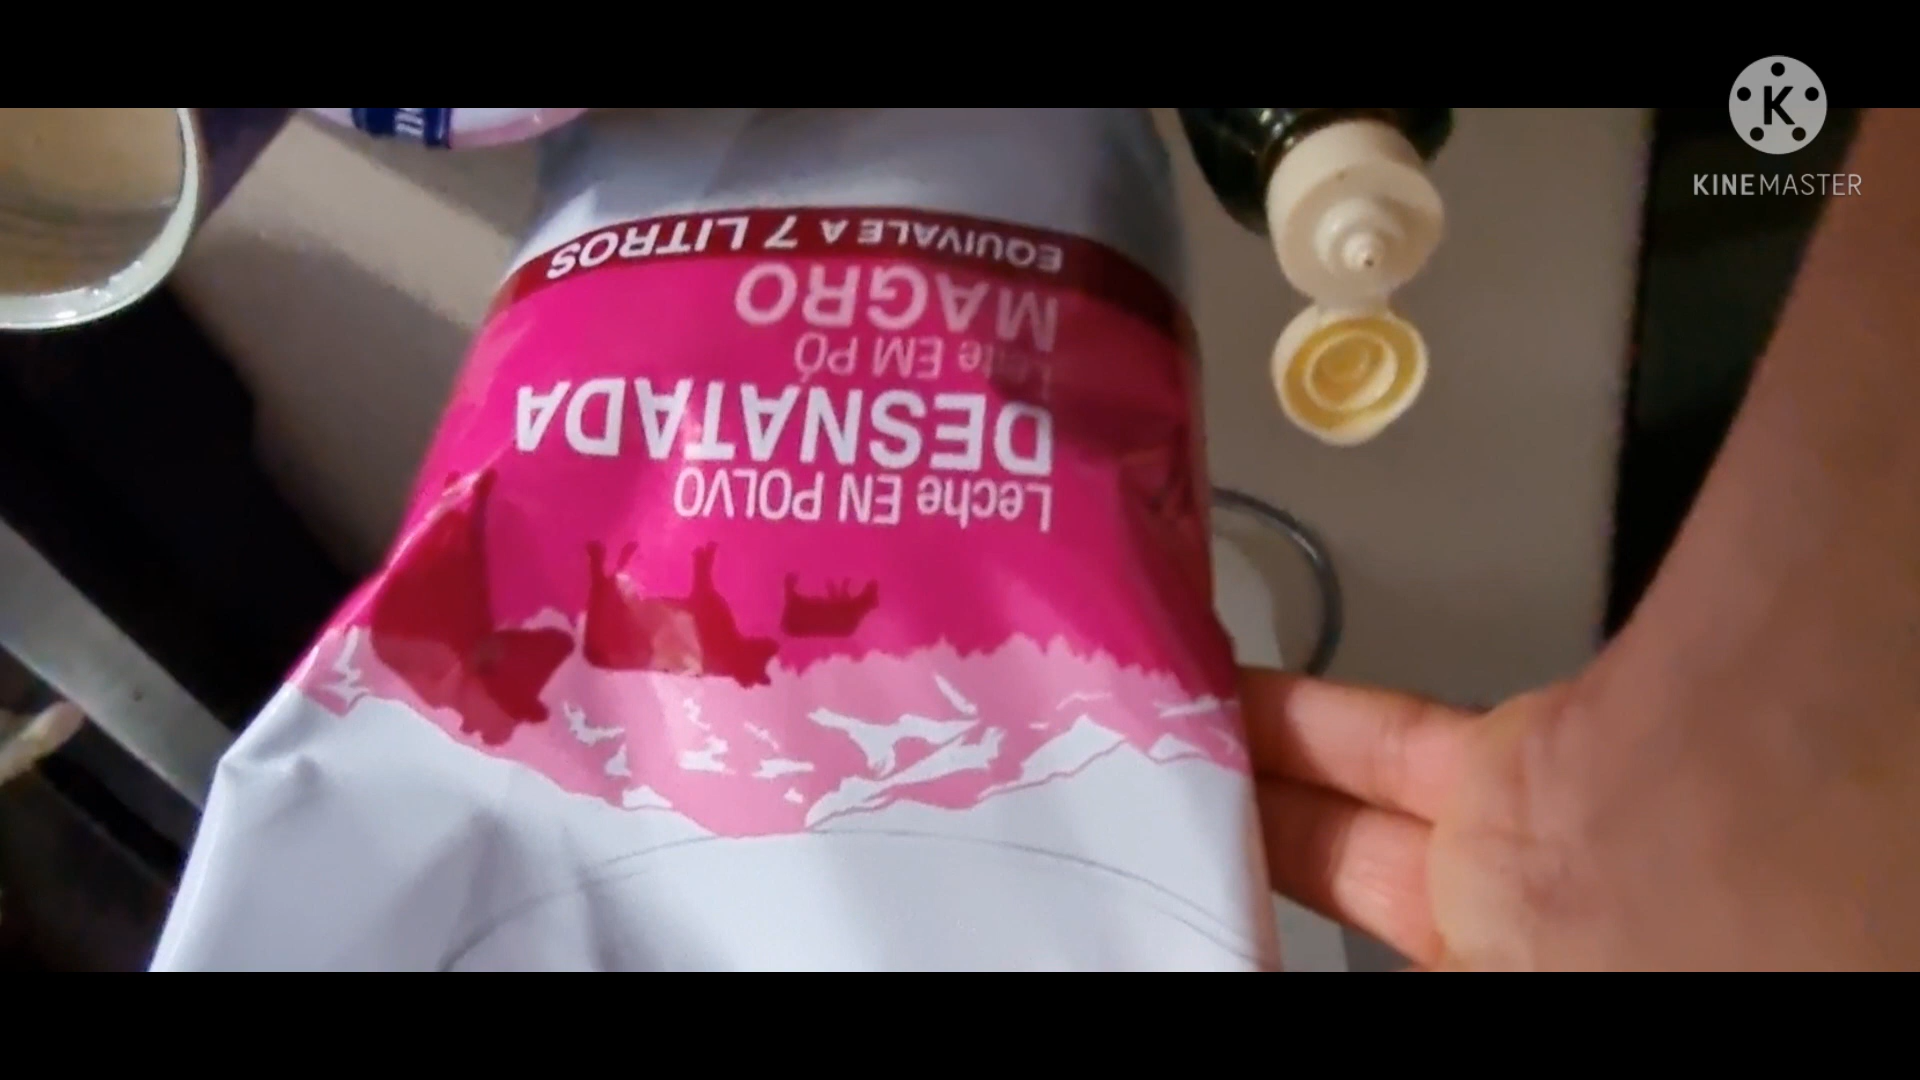 Leche EN POLVO
DESNATADA
Leite EM PÓ
MAGRO
EQUIVALE A 7 LITROS
K
KINEMASTER